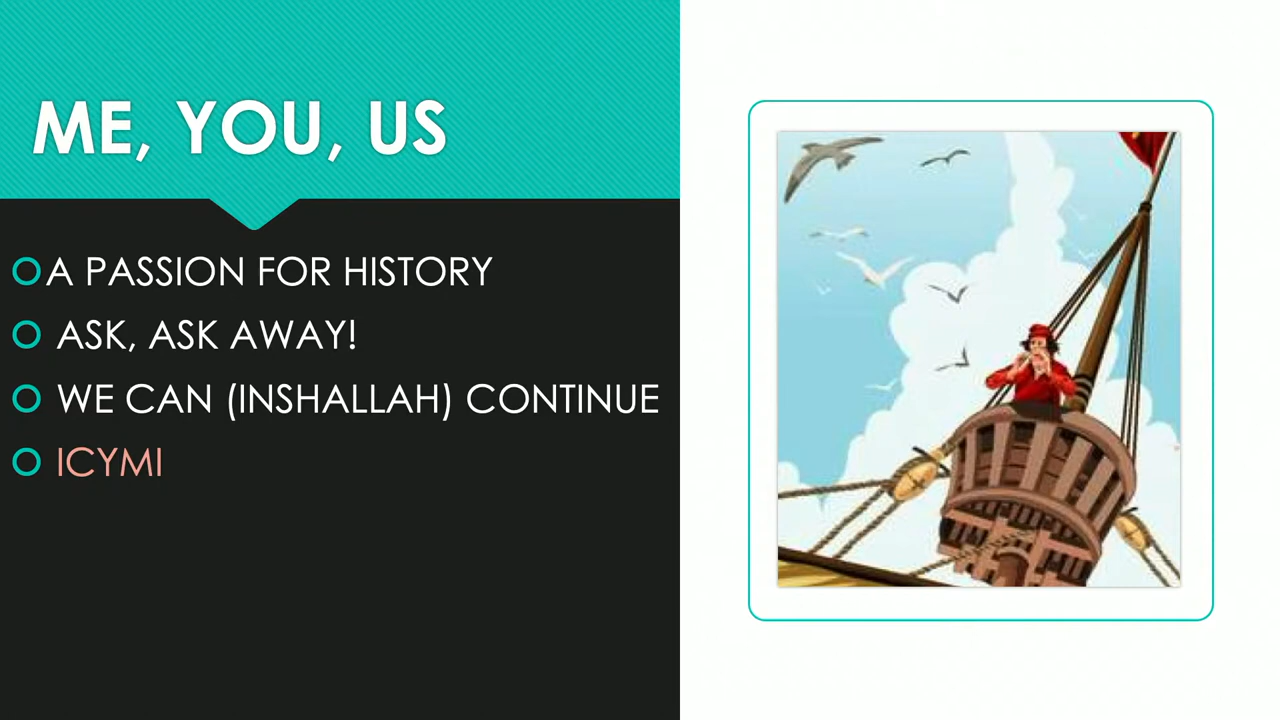 ME, YOU, US
A PASSION FOR HISTORY
ASK, ASK AWAY!
WE CAN (INSHALLAH) CONTINUE
ICYMI